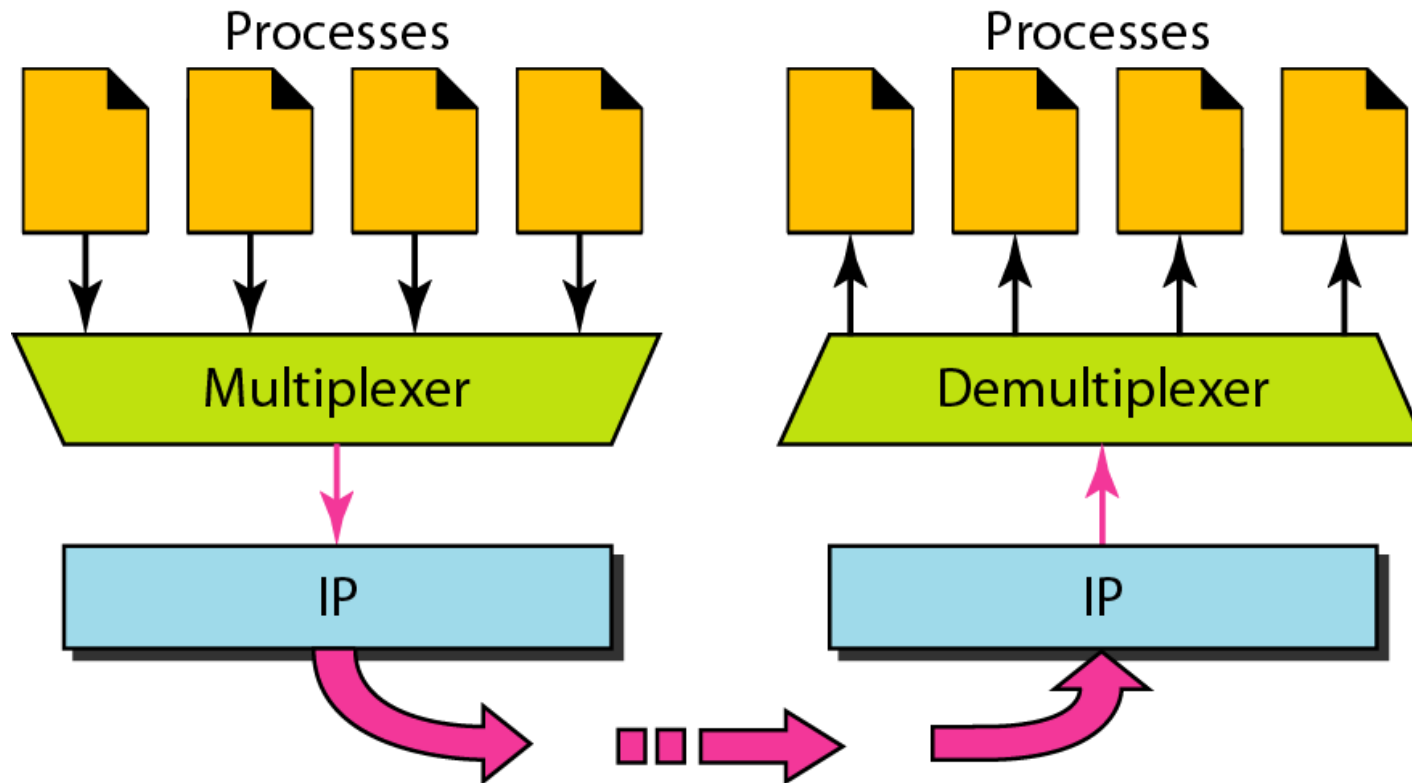 Processes
Processes
Multiplexer
Demultiplexer
IP
IP